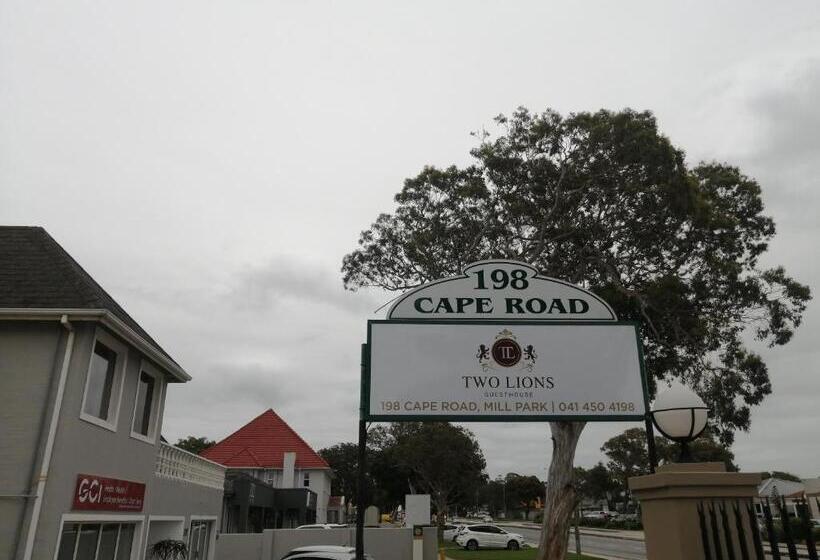 198
CAPE ROAD
TL
TWO LIONS
GUESTHOUSE
198 CAPE ROAD, MILL PARK | 041 450 4198
GCI